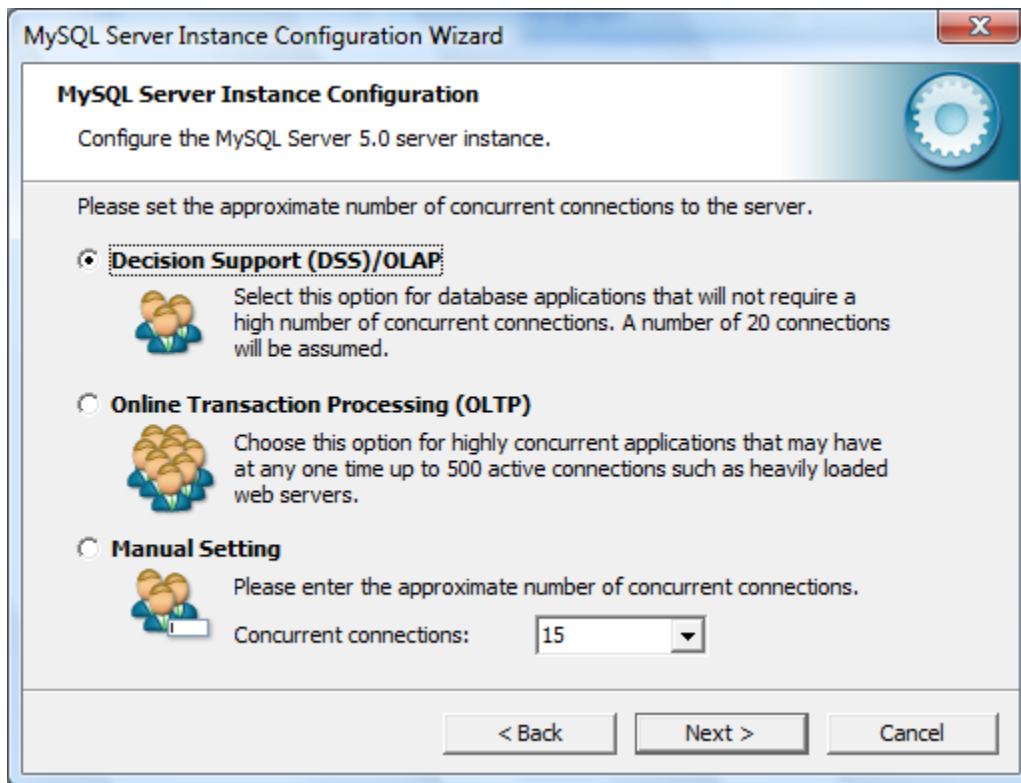 MySQL Server Instance Configuration Wizard
MySQL Server Instance Configuration
Configure the MySQL Server 5.0 server instance.
Please set the approximate number of concurrent connections to the server.
Decision Support (DSS)/OLAP
Select this option for database applications that will not require a
high number of concurrent connections. A number of 20 connections
will be assumed.
Online Transaction Processing (OLTP)
Choose this option for highly concurrent applications that may have
at any one time up to 500 active connections such as heavily loaded
web servers.
Manual Setting
Please enter the approximate number of concurrent connections.
Concurrent connections: 15
< Back Next > Cancel